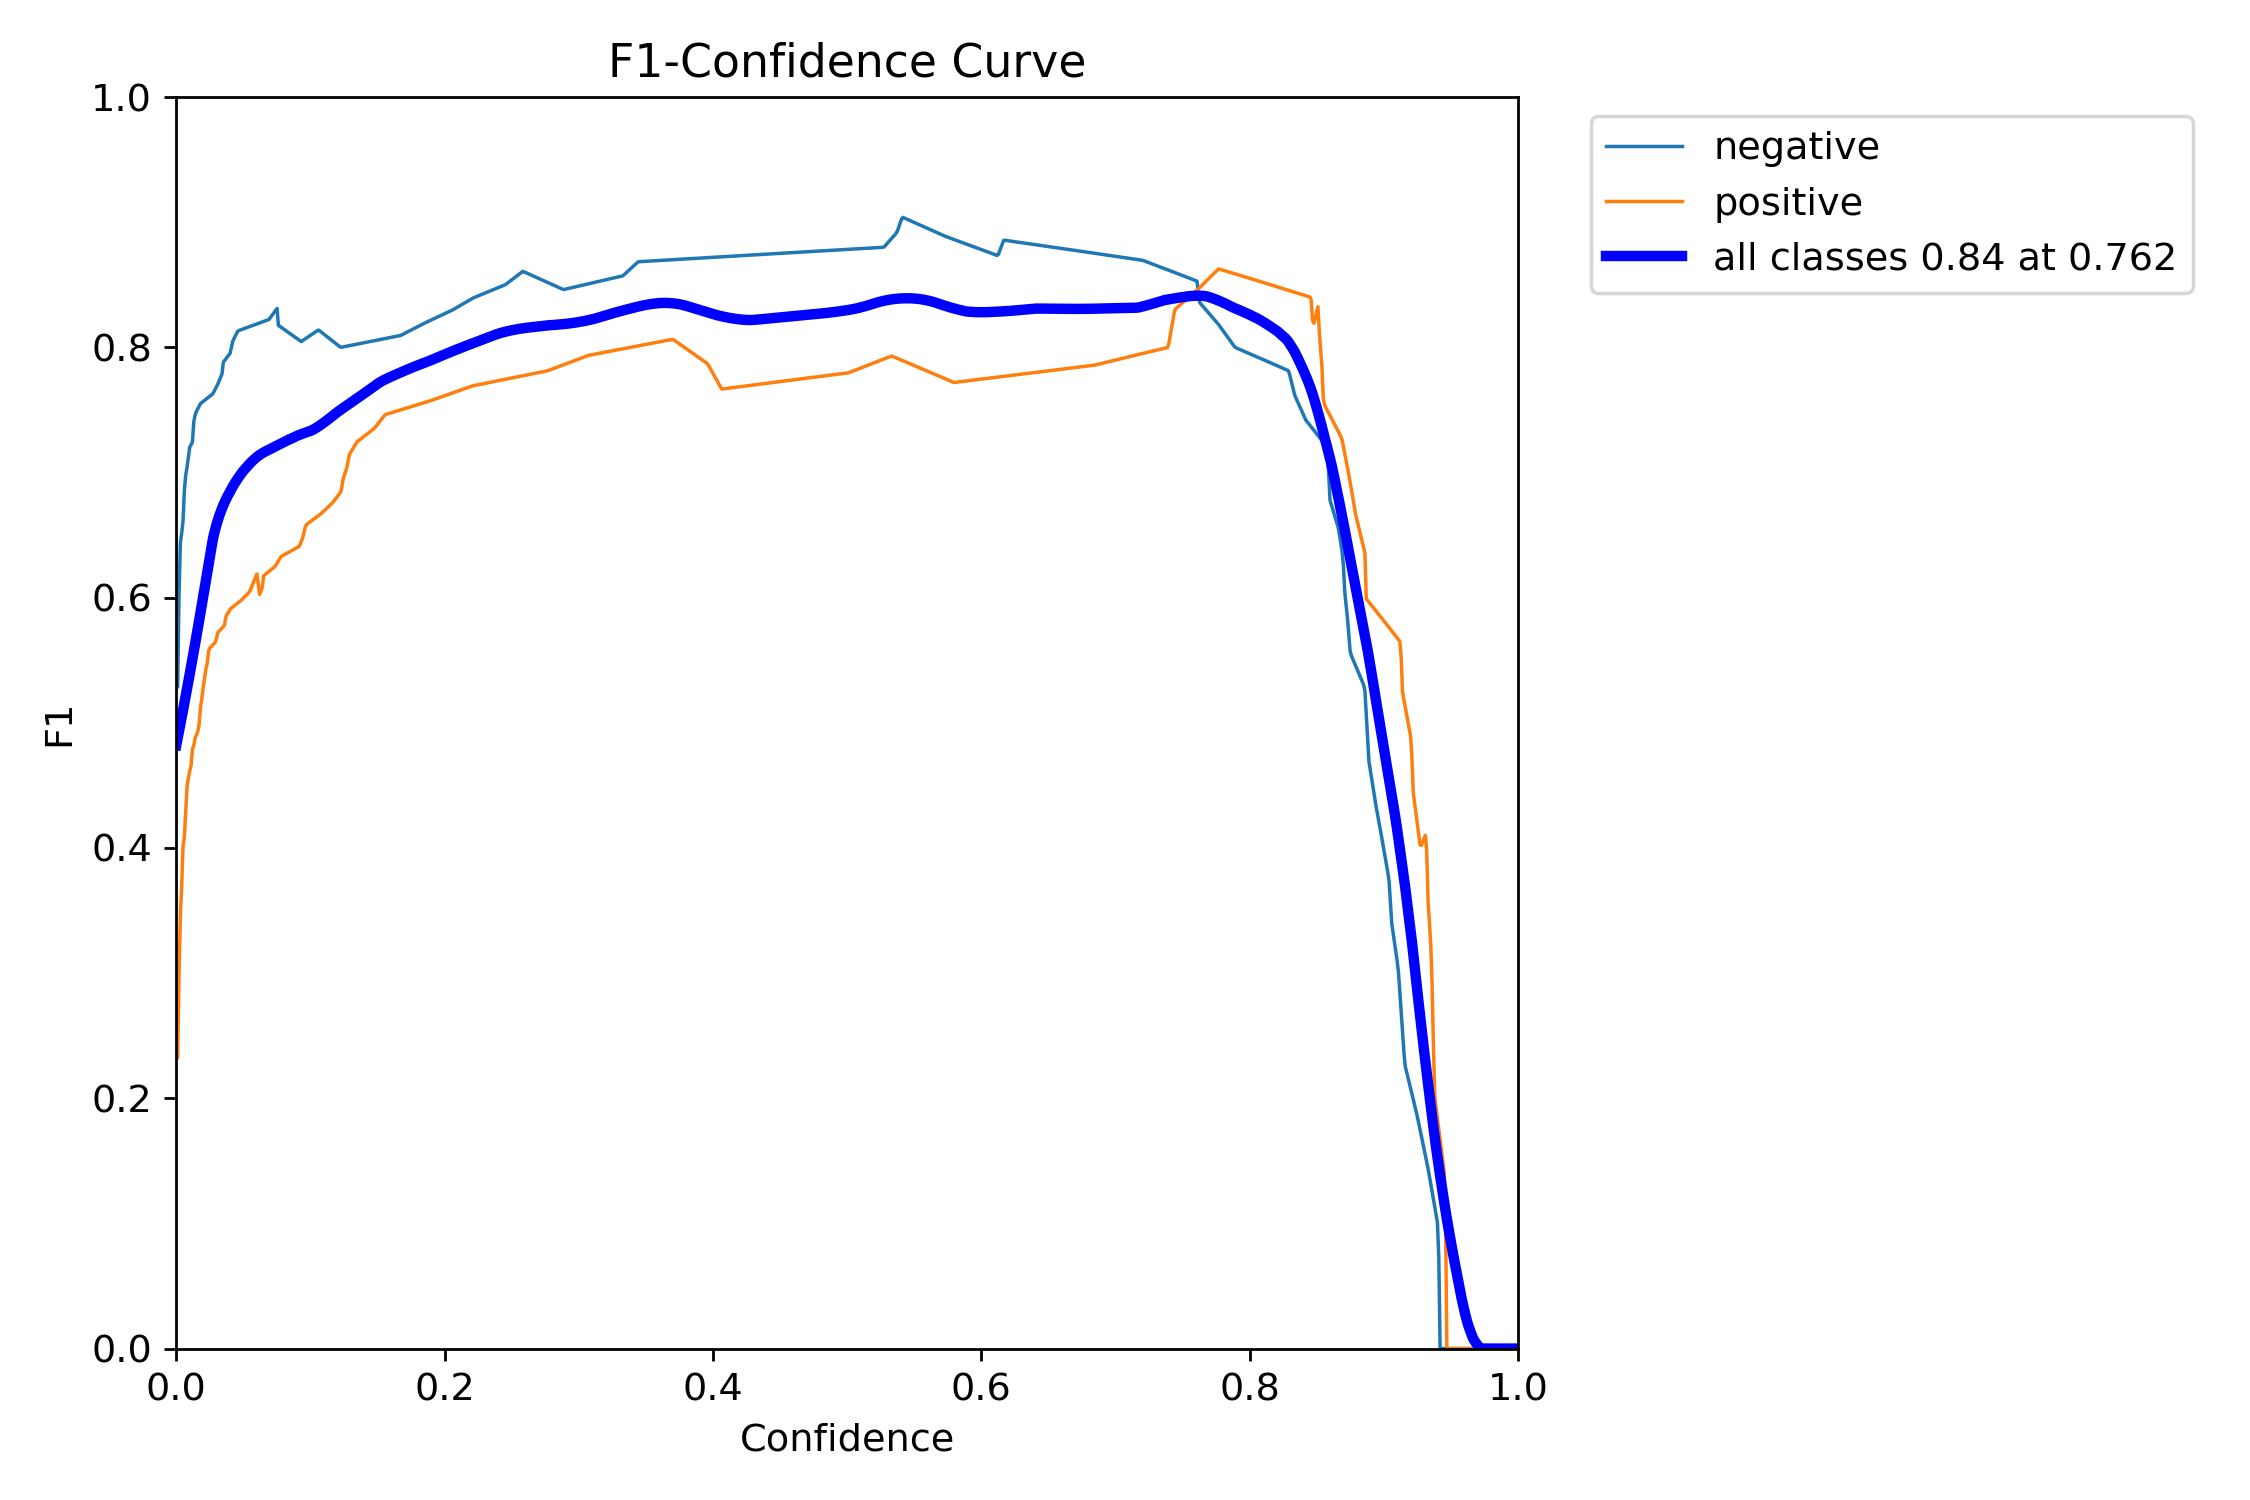 F1-Confidence Curve
1.0
0.8
0.6
0.4
0.2
0.0
F1
0.0 0.2 0.4 0.6 0.8 1.0
Confidence
negative
positive
all classes 0.84 at 0.762